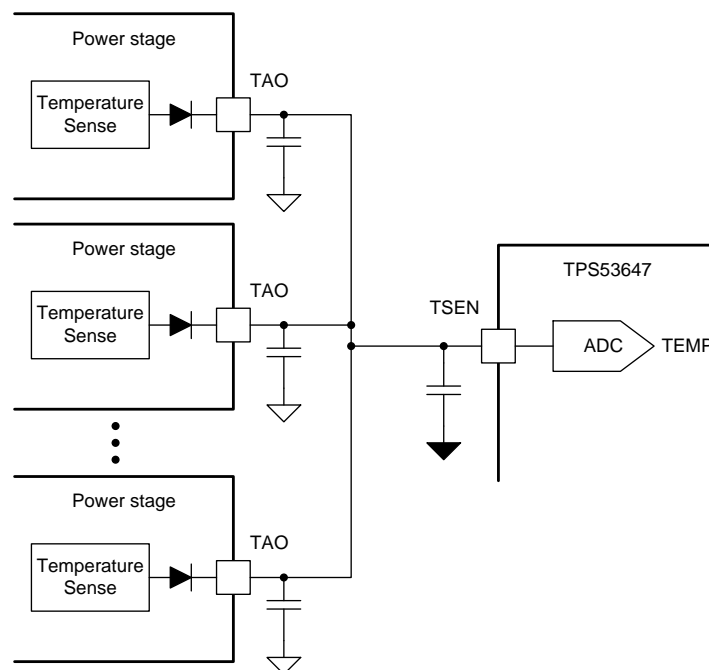 Power stage
TAO
Temperature
Sense
Power stage
TAO
Temperature
Sense
TPS53647
TSEN
ADC
TEMP
Power stage
TAO
Temperature
Sense